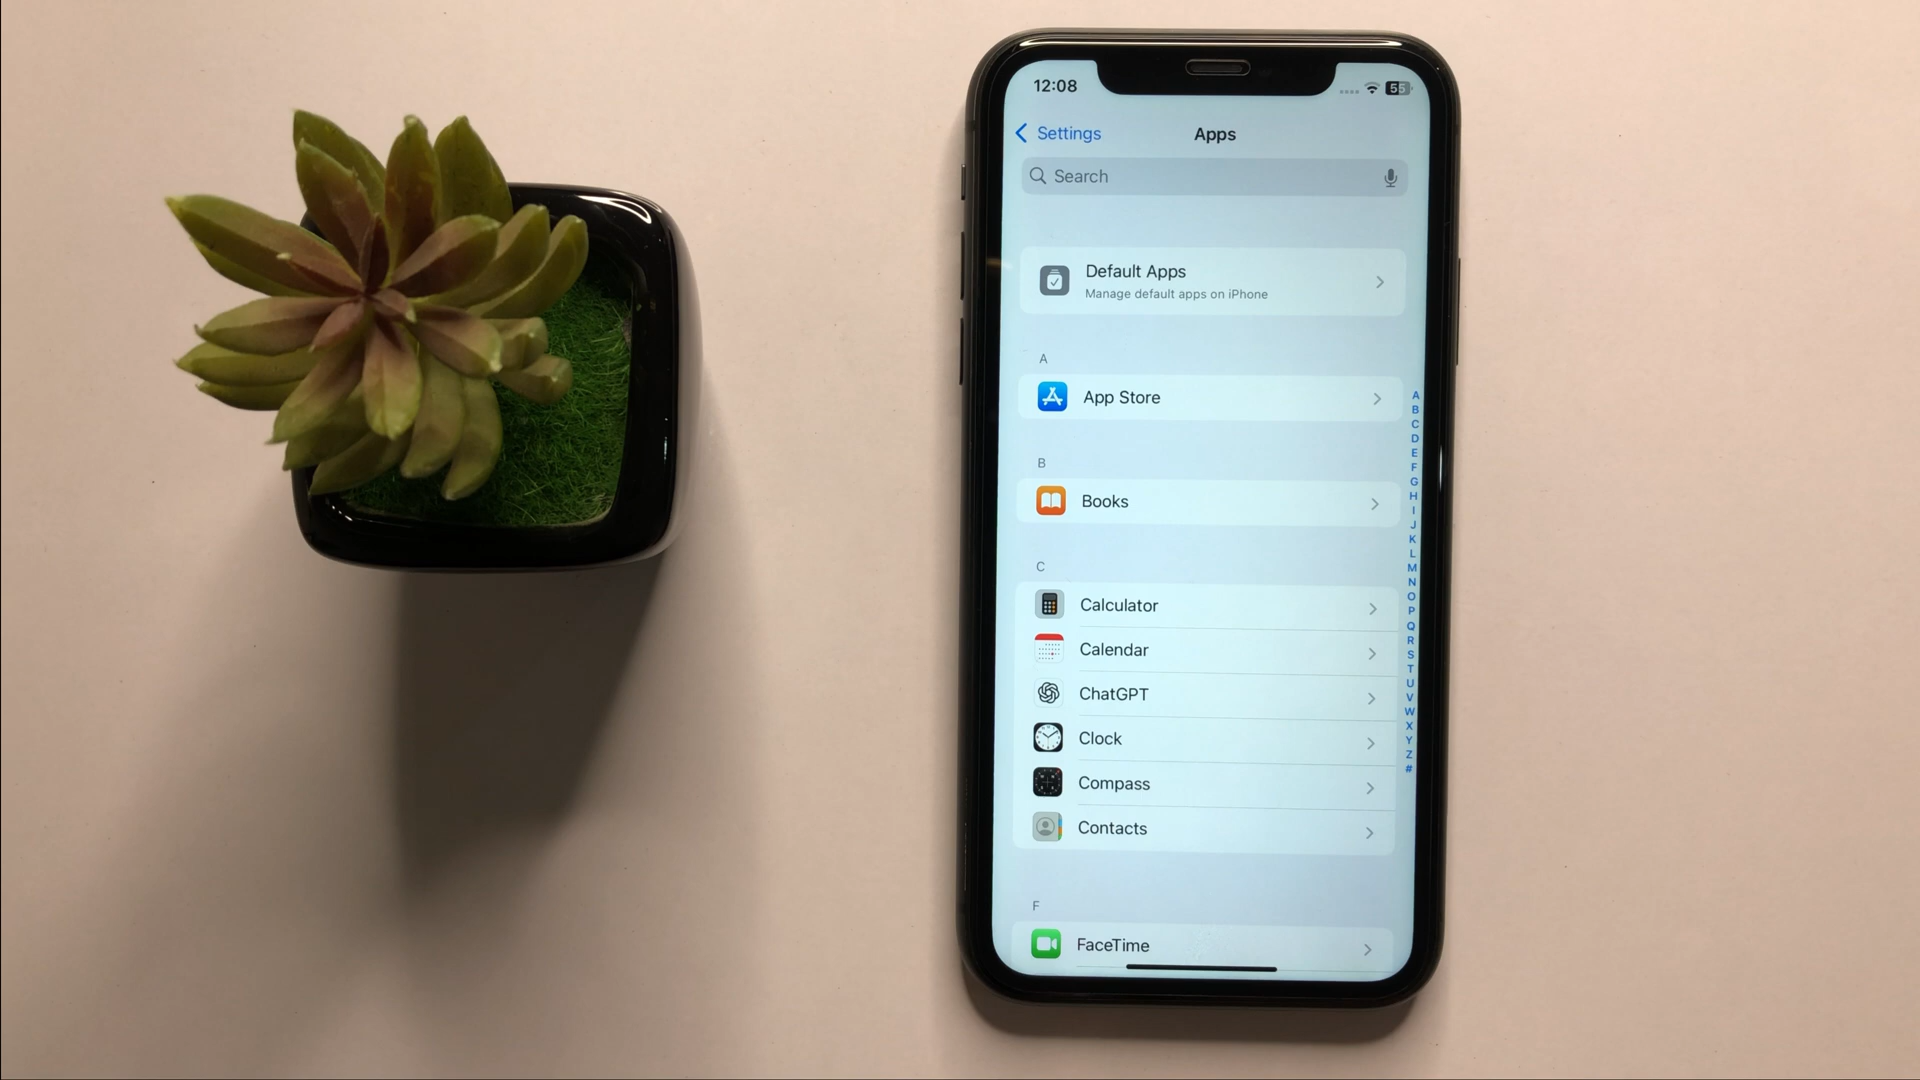 12:08
55
Settings
Apps
Search
Default Apps
Manage default apps on iPhone
A
App Store
B
Books
C
Calculator
Calendar
ChatGPT
Clock
Compass
Contacts
F
FaceTime
A
B
C
D
E
F
G
H
I
J
K
L
M
N
O
P
Q
R
S
T
U
V
W
X
Y
Z
#